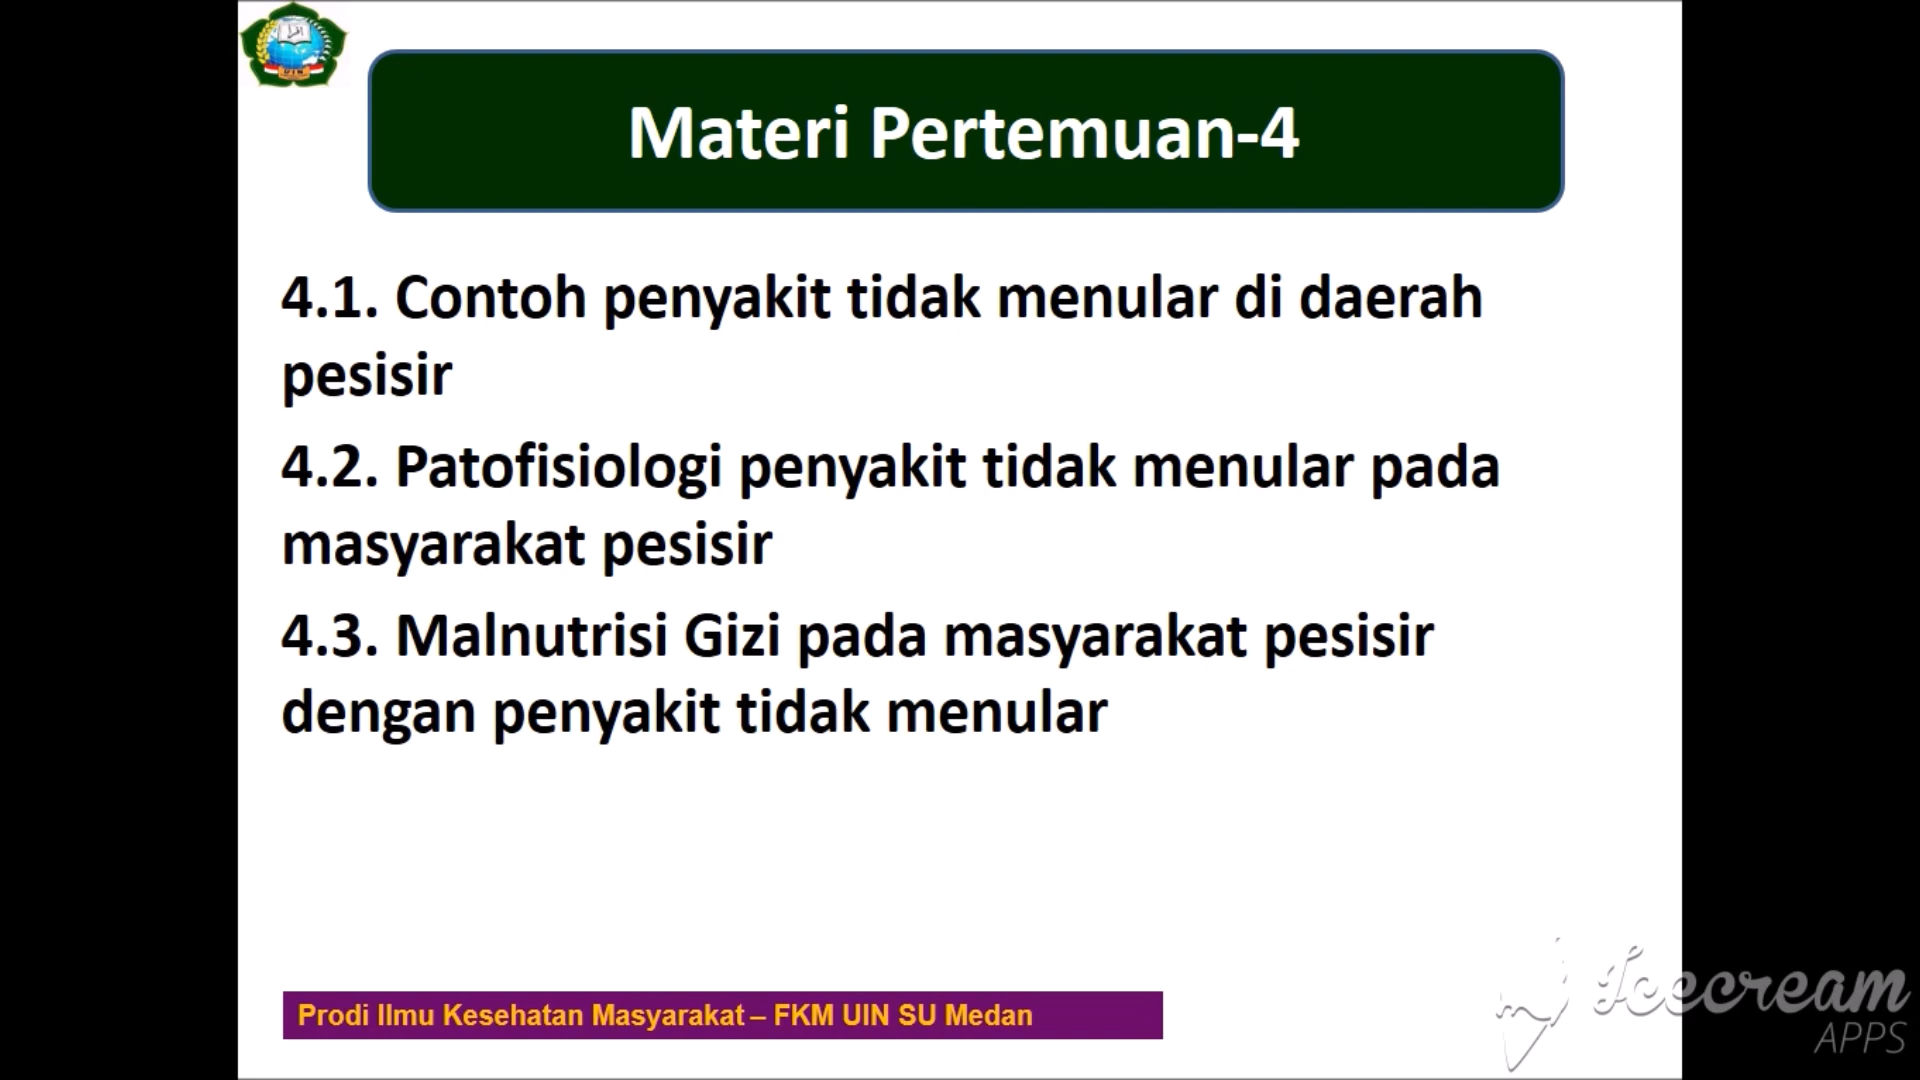 UIN
Materi Pertemuan-4
4.1. Contoh penyakit tidak menular di daerah
pesisir
4.2. Patofisiologi penyakit tidak menular pada
masyarakat pesisir
4.3. Malnutrisi Gizi pada masyarakat pesisir
dengan penyakit tidak menular
Prodi Ilmu Kesehatan Masyarakat – FKM UIN SU Medan
Icecream
APPS